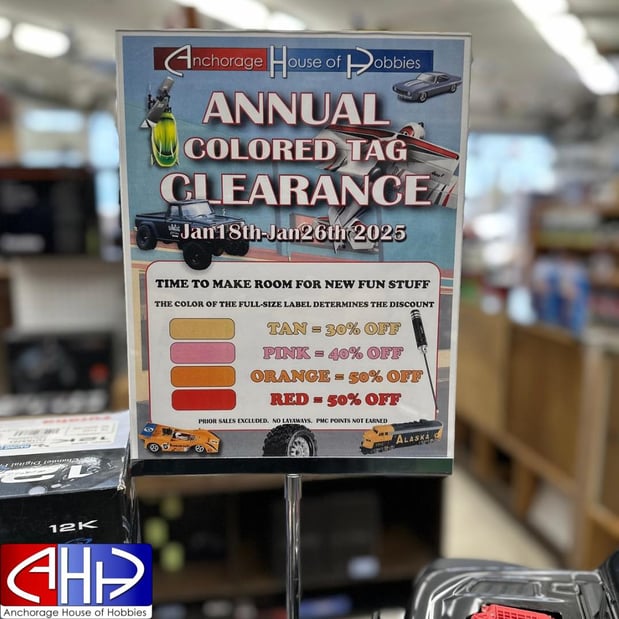 Anchorage House of Hobbies
ANNUAL
COLORED TAG
CLEARANCE
Jan18th-Jan26th 2025
TIME TO MAKE ROOM FOR NEW FUN STUFF
THE COLOR OF THE FULL-SIZE LABEL DETERMINES THE DISCOUNT
TAN = 30% OFF
PINK = 40% OFF
ORANGE = 50% OFF
RED = 50% OFF
PRIOR SALES EXCLUDED. NO LAYAWAYS. PMC POINTS NOT EARNED
ALASKA
12K
AHH
Anchorage House of Hobbies